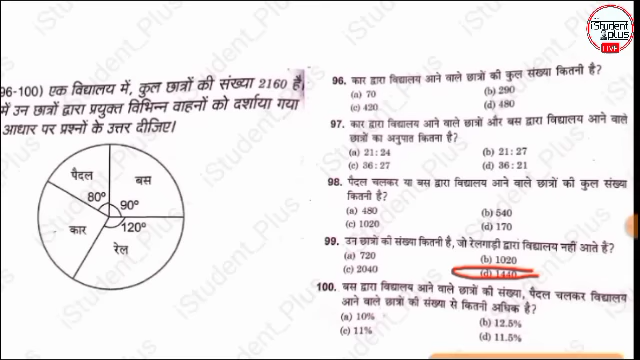 iStudent
plus
LIVE
96-100) एक विद्यालय में, कुल छात्रों की संख्या 2160 है,
में उन छात्रों द्वारा प्रयुक्त विभिन्न वाहनों को दर्शाया गया
आधार पर प्रश्नों के उत्तर दीजिए।
पैदल
बस
80° 90°
120°
कार
रेल
96. कार द्वारा विद्यालय आने वाले छात्रों की कुल संख्या कितनी है?
(a) 70 (b) 290
(c) 420 (d) 480
97. कार द्वारा विद्यालय आने वाले छात्रों और बस द्वारा आने वाले
छात्रों का अनुपात कितना है?
(a) 21:24 (b) 21:27
(c) 36:27 (d) 36:21
98. पैदल चलकर या बस द्वारा विद्यालय आने वाले छात्रों की कुल संख्या
कितनी है?
(a) 480 (b) 540
(c) 1020 (d) 170
99. उन छात्रों की संख्या कितनी है, जो रेलगाड़ी द्वारा विद्यालय नहीं आते है?
(a) 720 (b) 1020
(c) 2040 (d) 1440
100. बस द्वारा विद्यालय आने वाले छात्रों की संख्या, पैदल चलकर विद्यालय
आने वाले छात्रों की संख्या से कितनी अधिक है?
(a) 10% (b) 12.5%
(c) 11% (d) 11.5%
iStudent_Plus